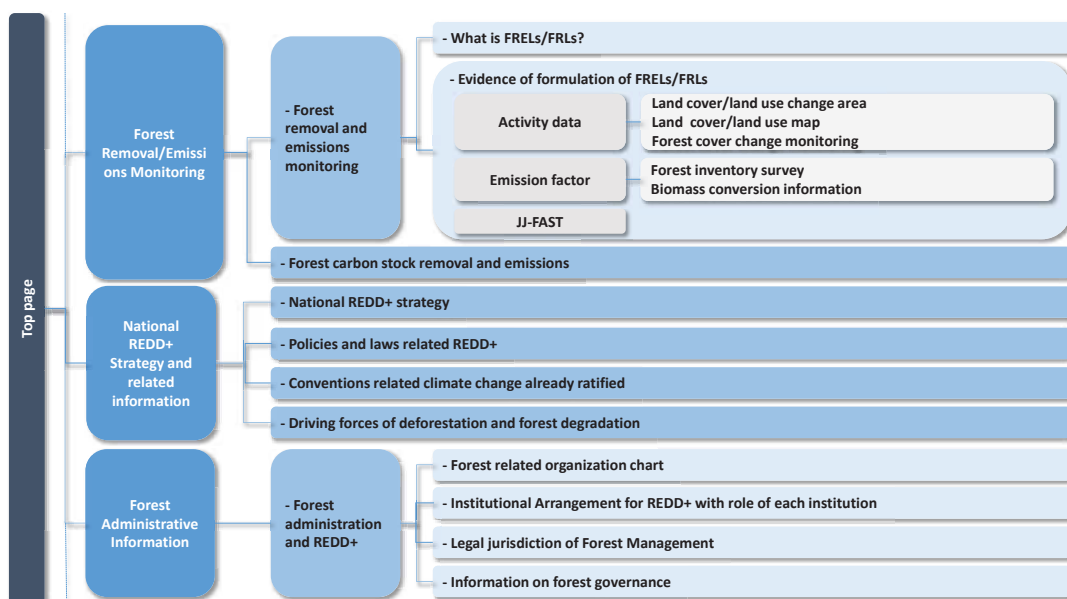 Top page
Forest
Removal/Emissi
ons Monitoring
- Forest
removal and
emissions
monitoring
- What is FRELs/FRLs?
- Evidence of formulation of FRELs/FRLs
Activity data
Land cover/land use change area
Land cover/land use map
Forest cover change monitoring
Emission factor
Forest inventory survey
Biomass conversion information
JJ-FAST
- Forest carbon stock removal and emissions
National
REDD+
Strategy and
related
information
- National REDD+ strategy
- Policies and laws related REDD+
- Conventions related climate change already ratified
- Driving forces of deforestation and forest degradation
Forest
Administrative
Information
- Forest
administration
and REDD+
- Forest related organization chart
- Institutional Arrangement for REDD+ with role of each institution
- Legal jurisdiction of Forest Management
- Information on forest governance